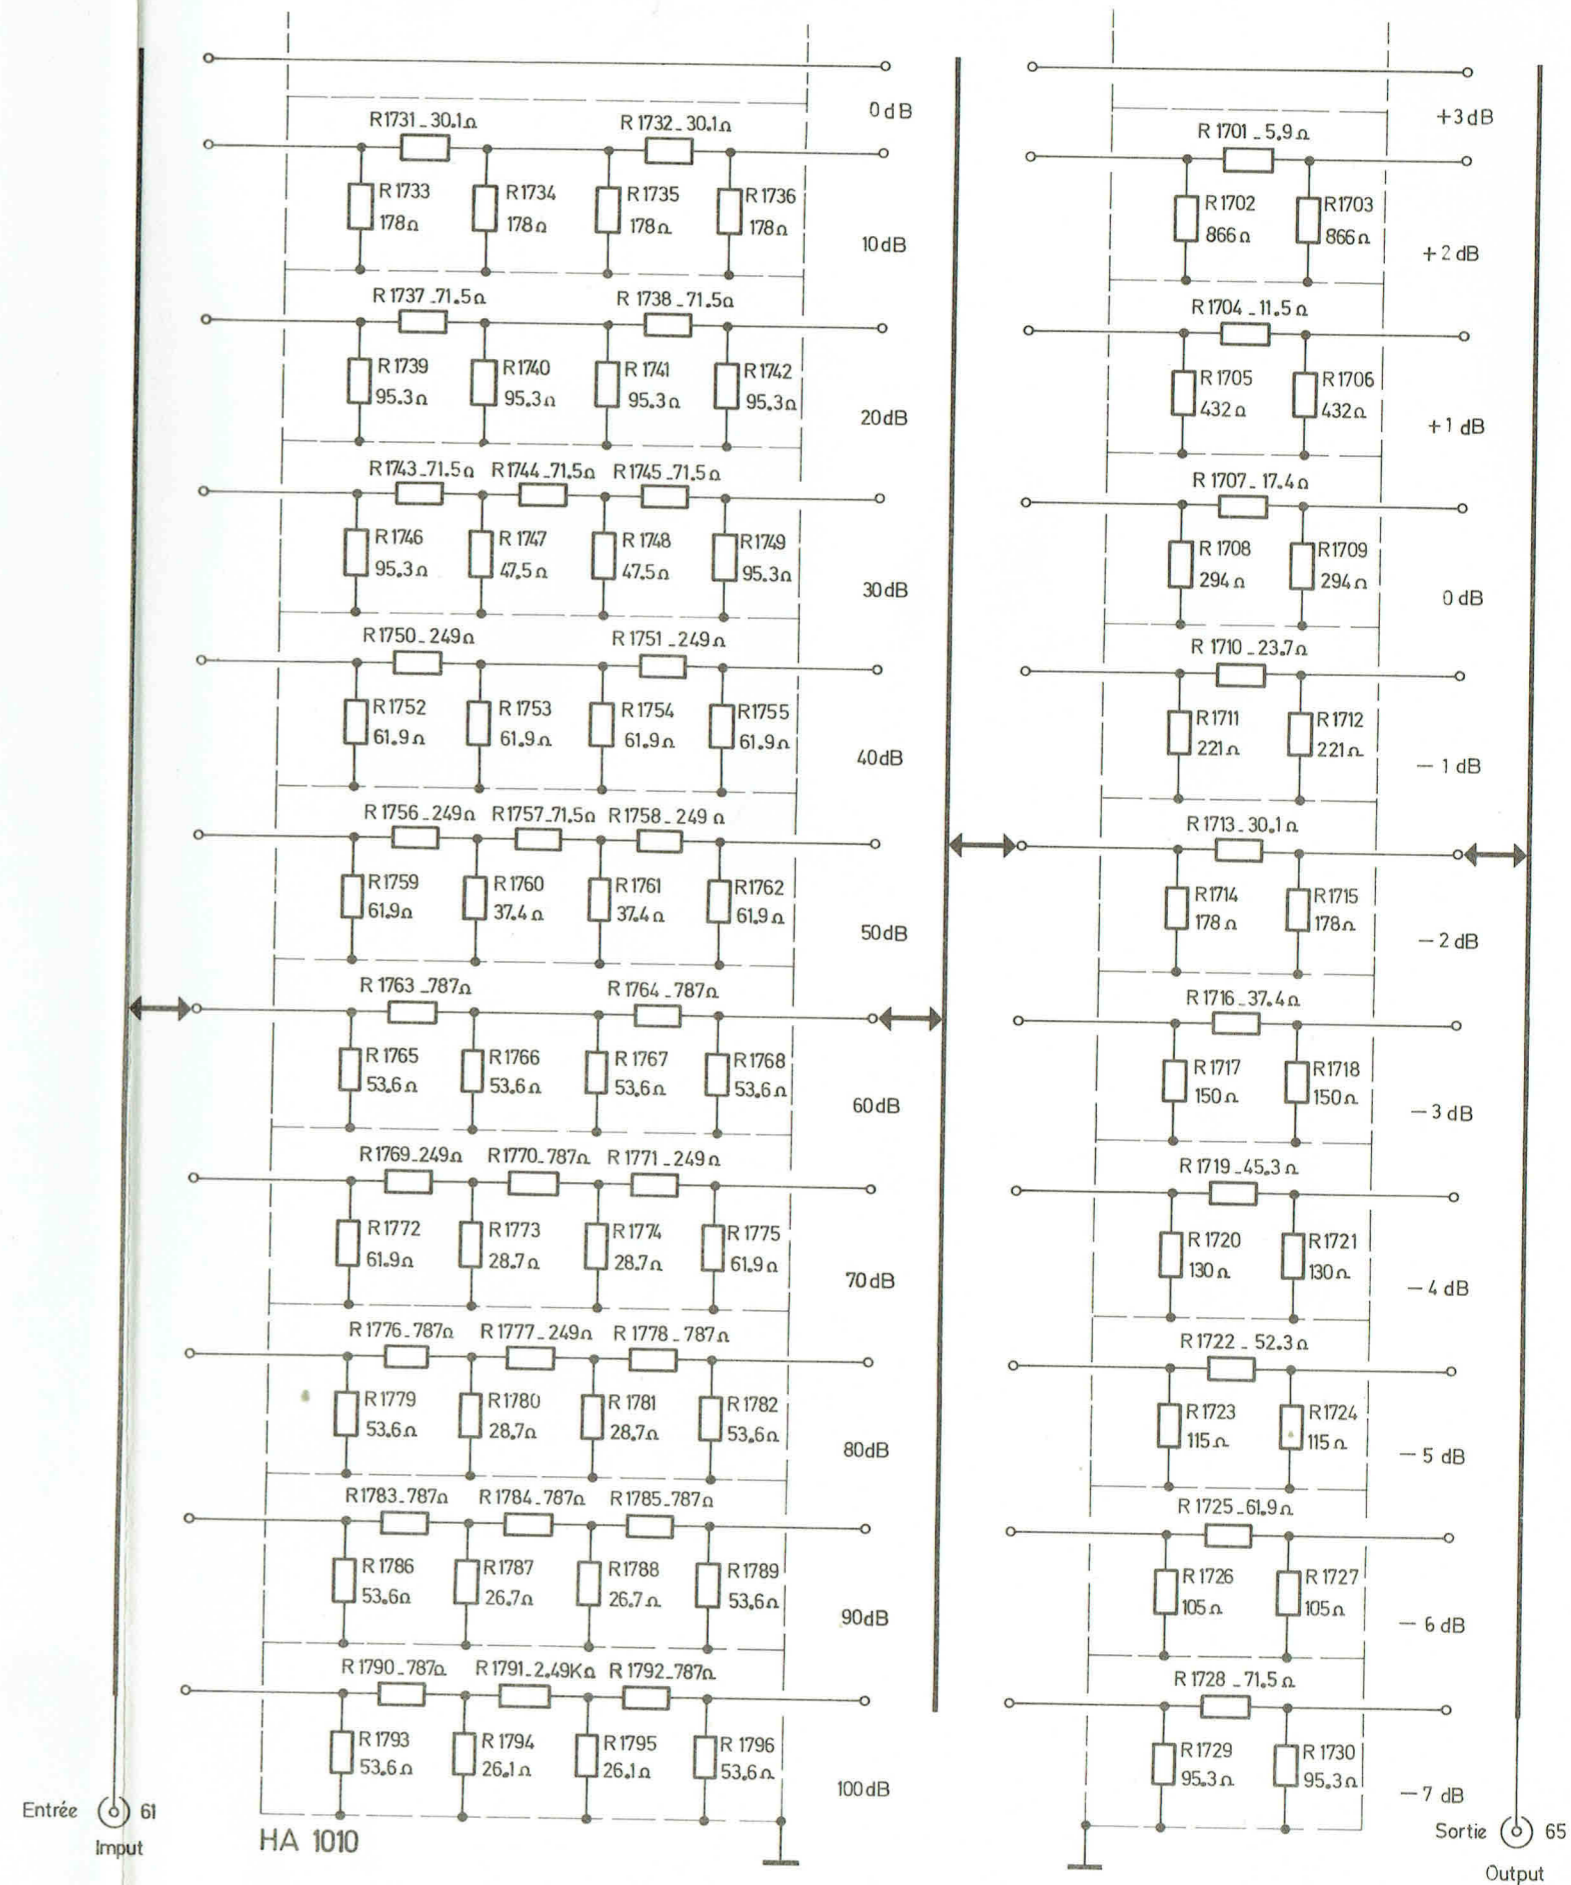 0 dB
R1731_30.1Ω R1732_30.1Ω
R1733 R1734 R1735 R1736
178Ω 178Ω 178Ω 178Ω
10dB
R1737_71.5Ω R1738_71.5Ω
R1739 R1740 R1741 R1742
95.3Ω 95.3Ω 95.3Ω 95.3Ω
20dB
R1743_71.5Ω R1744_71.5Ω R1745_71.5Ω
R1746 R1747 R1748 R1749
95.3Ω 47.5Ω 47.5Ω 95.3Ω
30dB
R1750_249Ω R1751_249Ω
R1752 R1753 R1754 R1755
61.9Ω 61.9Ω 61.9Ω 61.9Ω
40dB
R1756_249Ω R1757_71.5Ω R1758_249Ω
R1759 R1760 R1761 R1762
61.9Ω 37.4Ω 37.4Ω 61.9Ω
50dB
R1763_787Ω R1764_787Ω
R1765 R1766 R1767 R1768
53.6Ω 53.6Ω 53.6Ω 53.6Ω
60dB
R1769_249Ω R1770_787Ω R1771_249Ω
R1772 R1773 R1774 R1775
61.9Ω 28.7Ω 28.7Ω 61.9Ω
70dB
R1776_787Ω R1777_249Ω R1778_787Ω
R1779 R1780 R1781 R1782
53.6Ω 28.7Ω 28.7Ω 53.6Ω
80dB
R1783_787Ω R1784_787Ω R1785_787Ω
R1786 R1787 R1788 R1789
53.6Ω 26.7Ω 26.7Ω 53.6Ω
90dB
R1790_787Ω R1791_2.49KΩ R1792_787Ω
R1793 R1794 R1795 R1796
53.6Ω 26.1Ω 26.1Ω 53.6Ω
100dB
Entrée 61
Imput
HA 1010
+3dB
R1701_5.9Ω
R1702 R1703
866Ω 866Ω
+2dB
R1704_11.5Ω
R1705 R1706
432Ω 432Ω
+1 dB
R1707_17.4Ω
R1708 R1709
294Ω 294Ω
0 dB
R1710_23.7Ω
R1711 R1712
221Ω 221Ω
– 1 dB
R1713_30.1Ω
R1714 R1715
178Ω 178Ω
– 2 dB
R1716_37.4Ω
R1717 R1718
150Ω 150Ω
– 3 dB
R1719_45.3Ω
R1720 R1721
130Ω 130Ω
– 4 dB
R1722_52.3Ω
R1723 R1724
115Ω 115Ω
– 5 dB
R1725_61.9Ω
R1726 R1727
105Ω 105Ω
– 6 dB
R1728_71.5Ω
R1729 R1730
95.3Ω 95.3Ω
– 7 dB
Sortie 65
Output